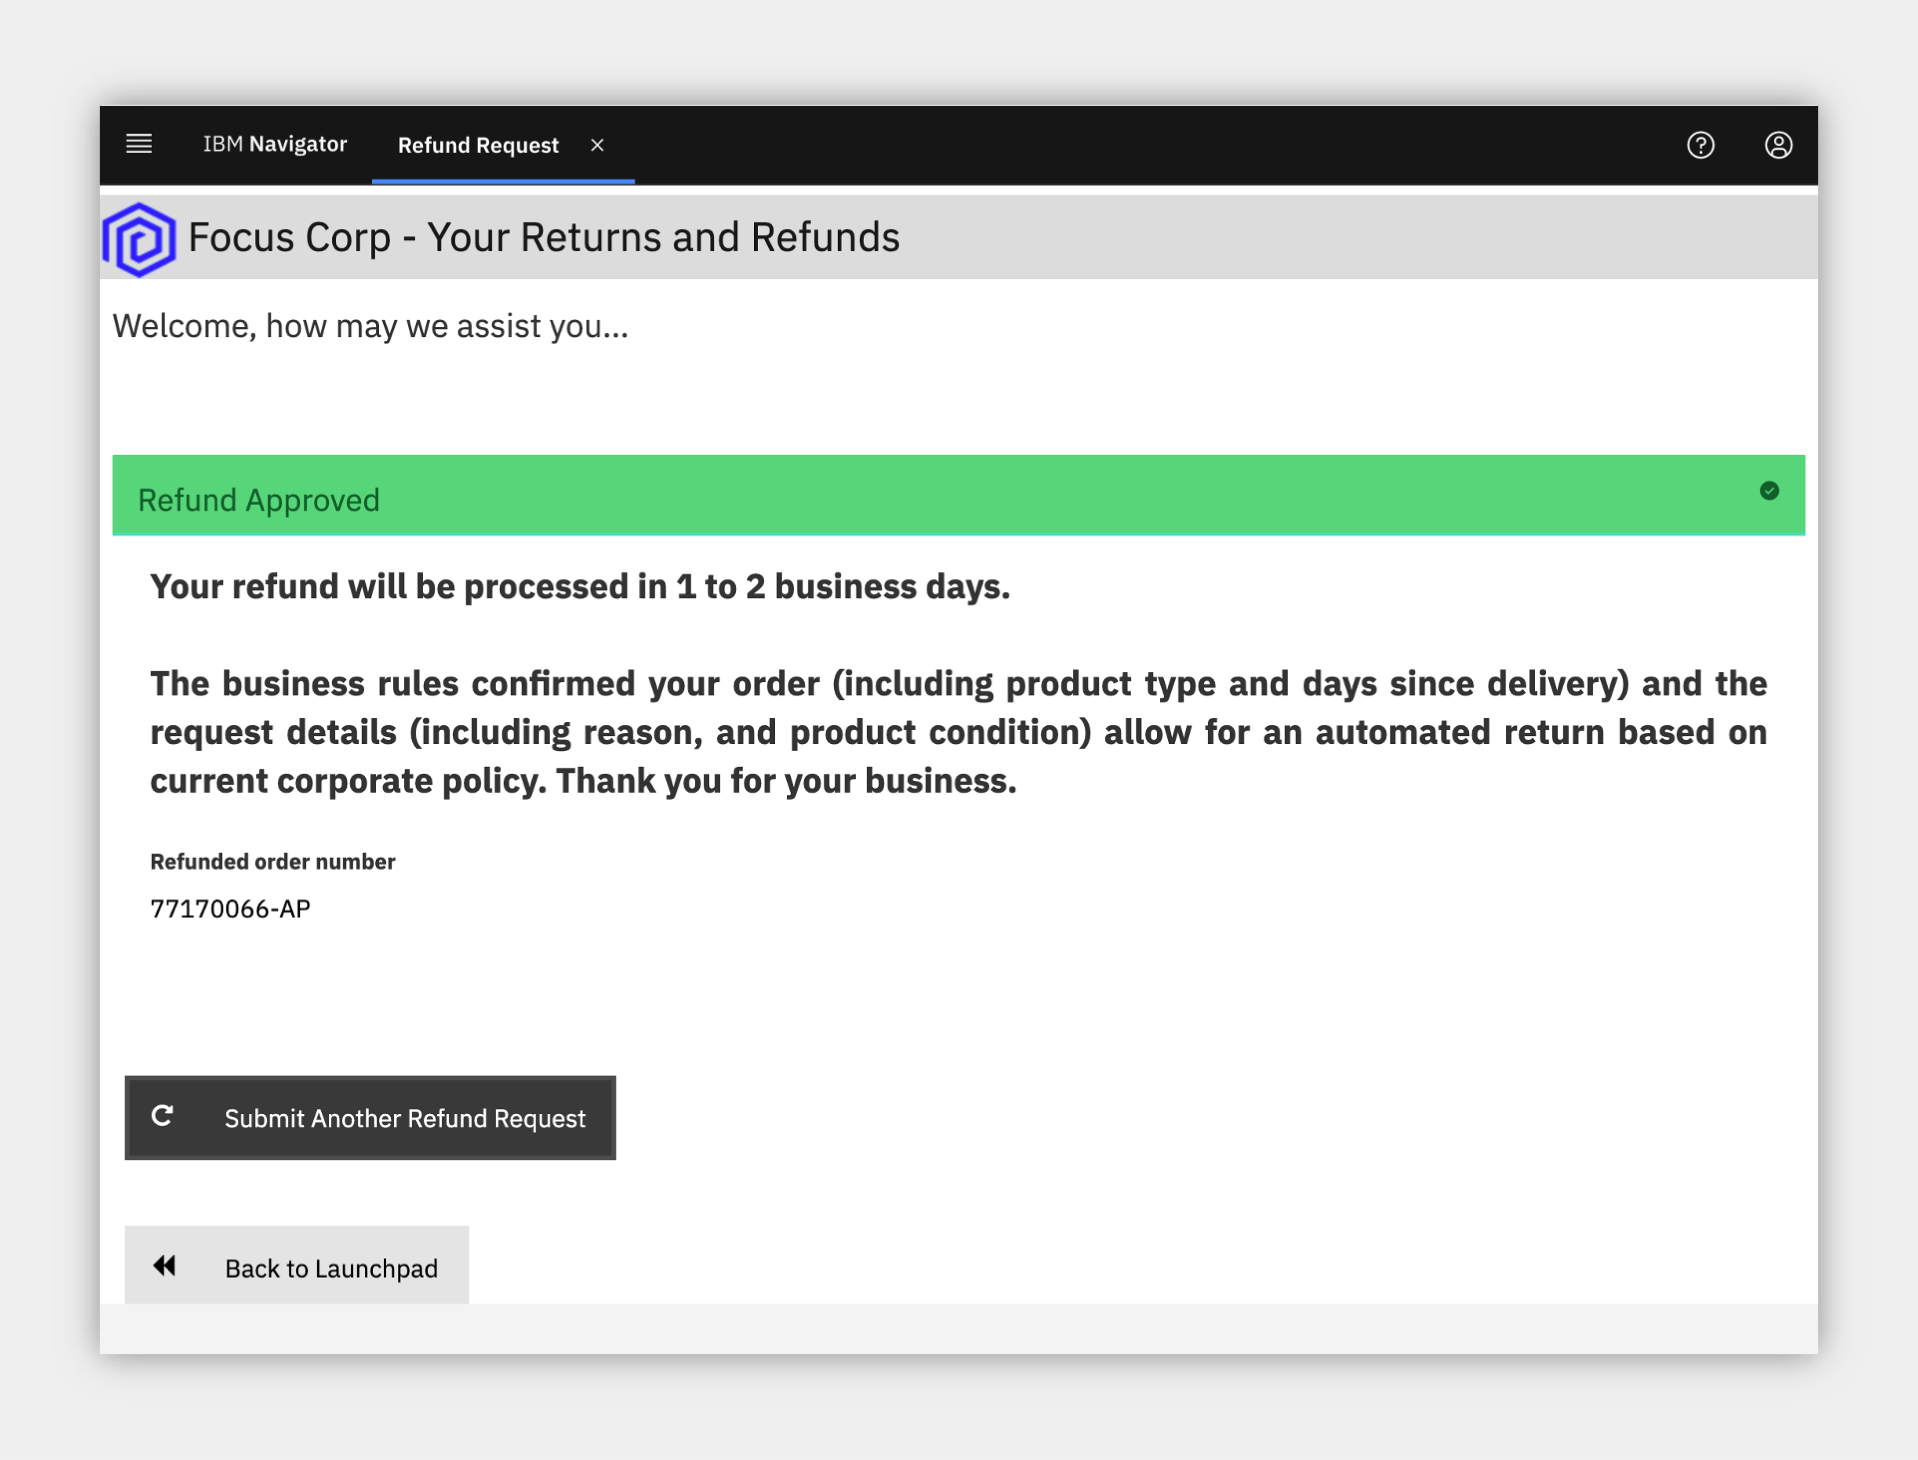 IBM Navigator
Refund Request
Focus Corp - Your Returns and Refunds
Welcome, how may we assist you...
Refund Approved
Your refund will be processed in 1 to 2 business days.
The business rules confirmed your order (including product type and days since delivery) and the
request details (including reason, and product condition) allow for an automated return based on
current corporate policy. Thank you for your business.
Refunded order number
77170066-AP
Submit Another Refund Request
Back to Launchpad